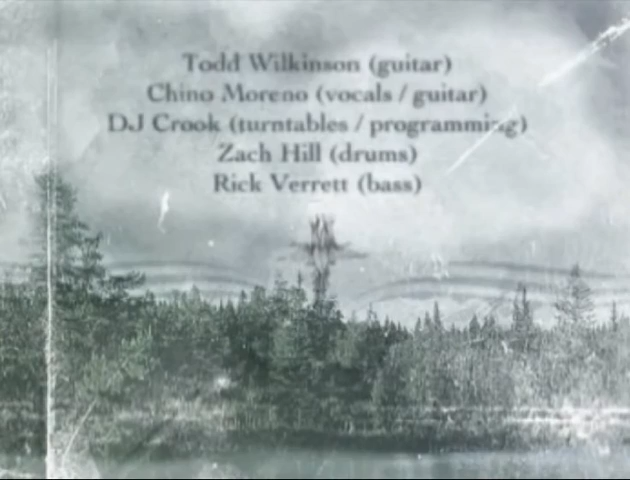 Todd Wilkinson (guitar)
Chino Moreno (vocals / guitar)
DJ Crook (turntables / programming)
Zach Hill (drums)
Rick Verrett (bass)